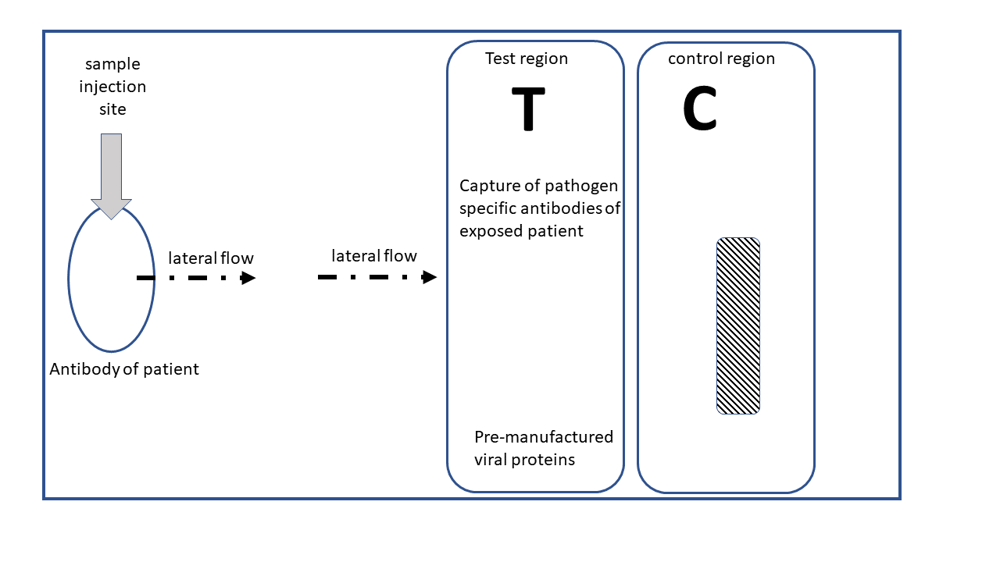 sample
injection
site
Antibody of patient
lateral flow
lateral flow
Test region
T
Capture of pathogen
specific antibodies of
exposed patient
Pre-manufactured
viral proteins
control region
C